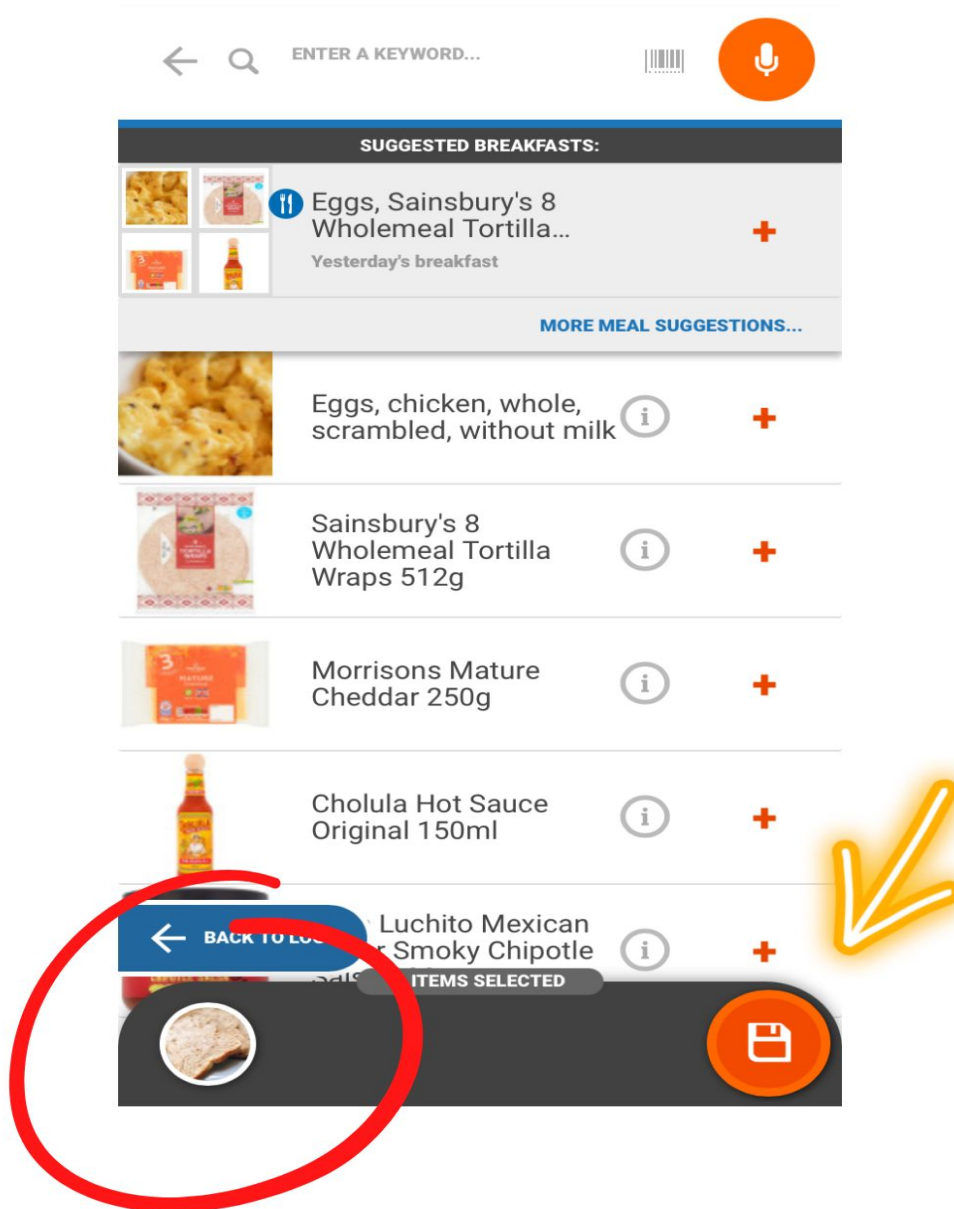 ENTER A KEYWORD...
SUGGESTED BREAKFASTS:
Eggs, Sainsbury's 8
Wholemeal Tortilla...
Yesterday's breakfast
MORE MEAL SUGGESTIONS...
Eggs, chicken, whole,
scrambled, without milk
i
Sainsbury's 8
Wholemeal Tortilla
Wraps 512g
i
Morrisons Mature
Cheddar 250g
i
Cholula Hot Sauce
Original 150ml
i
BACK TO
Luchito Mexican
Smoky Chipotle
i
ITEMS SELECTED